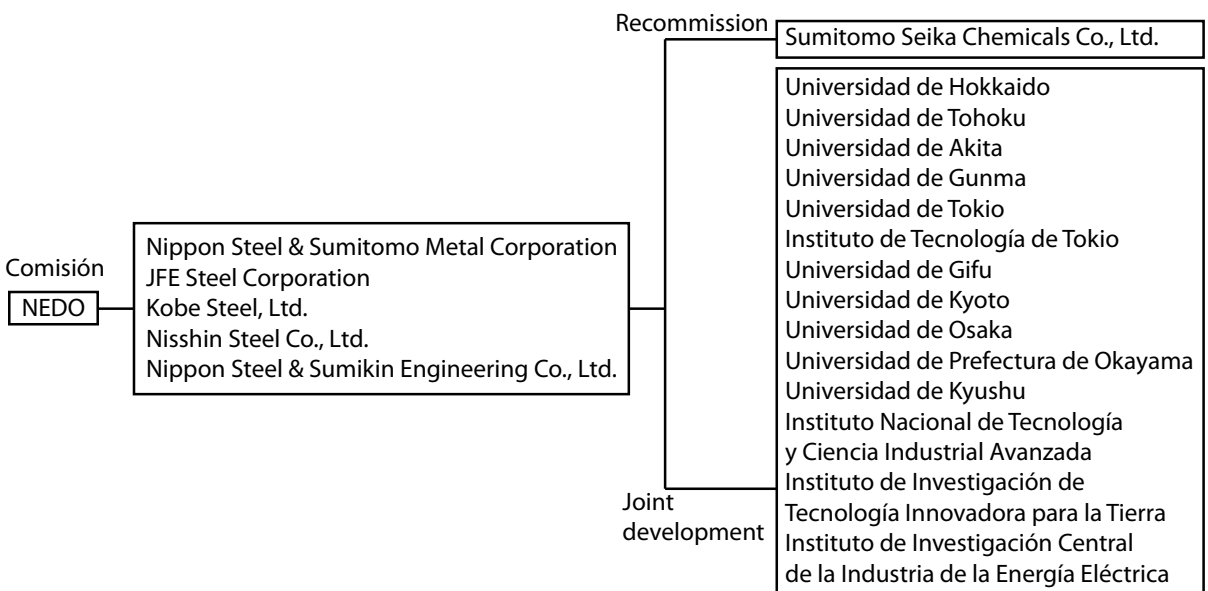 Comisión
NEDO
Nippon Steel & Sumitomo Metal Corporation
JFE Steel Corporation
Kobe Steel, Ltd.
Nisshin Steel Co., Ltd.
Nippon Steel & Sumikin Engineering Co., Ltd.
Recommission
Sumitomo Seika Chemicals Co., Ltd.
Joint
development
Universidad de Hokkaido
Universidad de Tohoku
Universidad de Akita
Universidad de Gunma
Universidad de Tokio
Instituto de Tecnología de Tokio
Universidad de Gifu
Universidad de Kyoto
Universidad de Osaka
Universidad de Prefectura de Okayama
Universidad de Kyushu
Instituto Nacional de Tecnología
y Ciencia Industrial Avanzada
Instituto de Investigación de
Tecnología Innovadora para la Tierra
Instituto de Investigación Central
de la Industria de la Energía Eléctrica